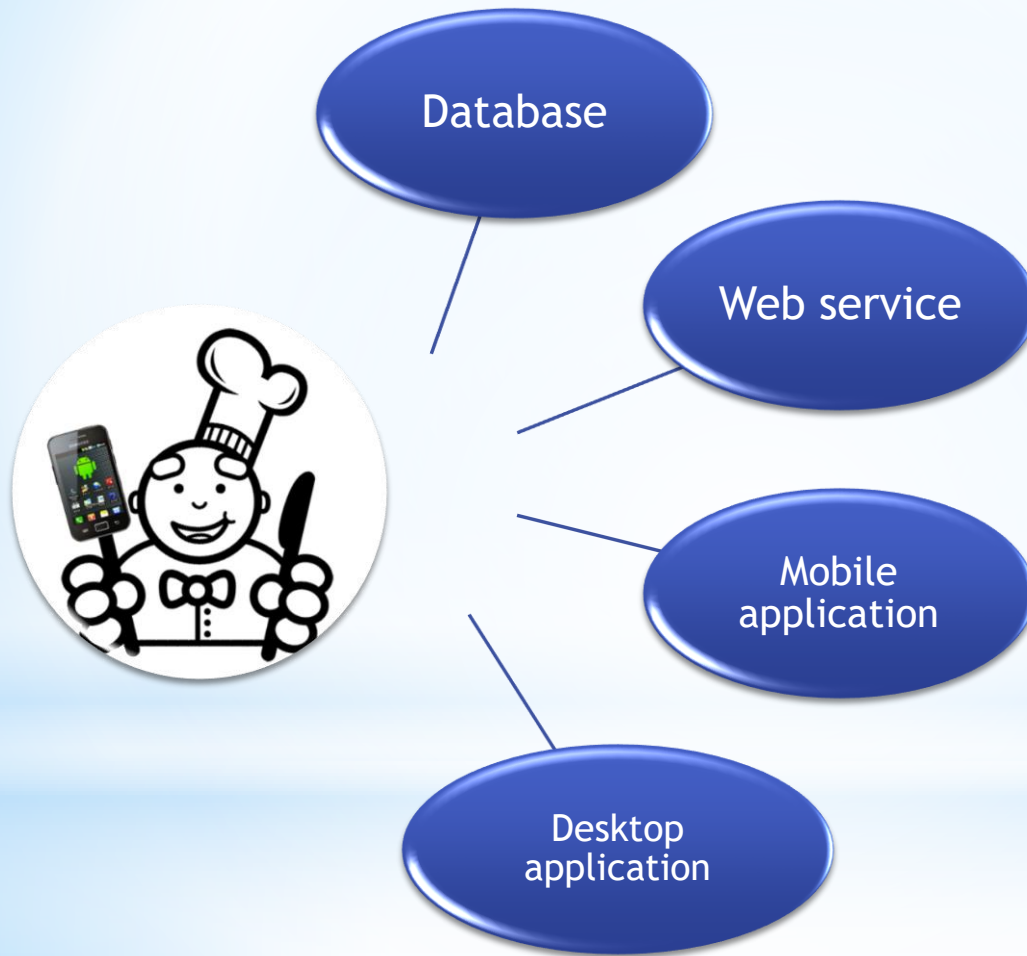 Database
Web service
Mobile
application
Desktop
application